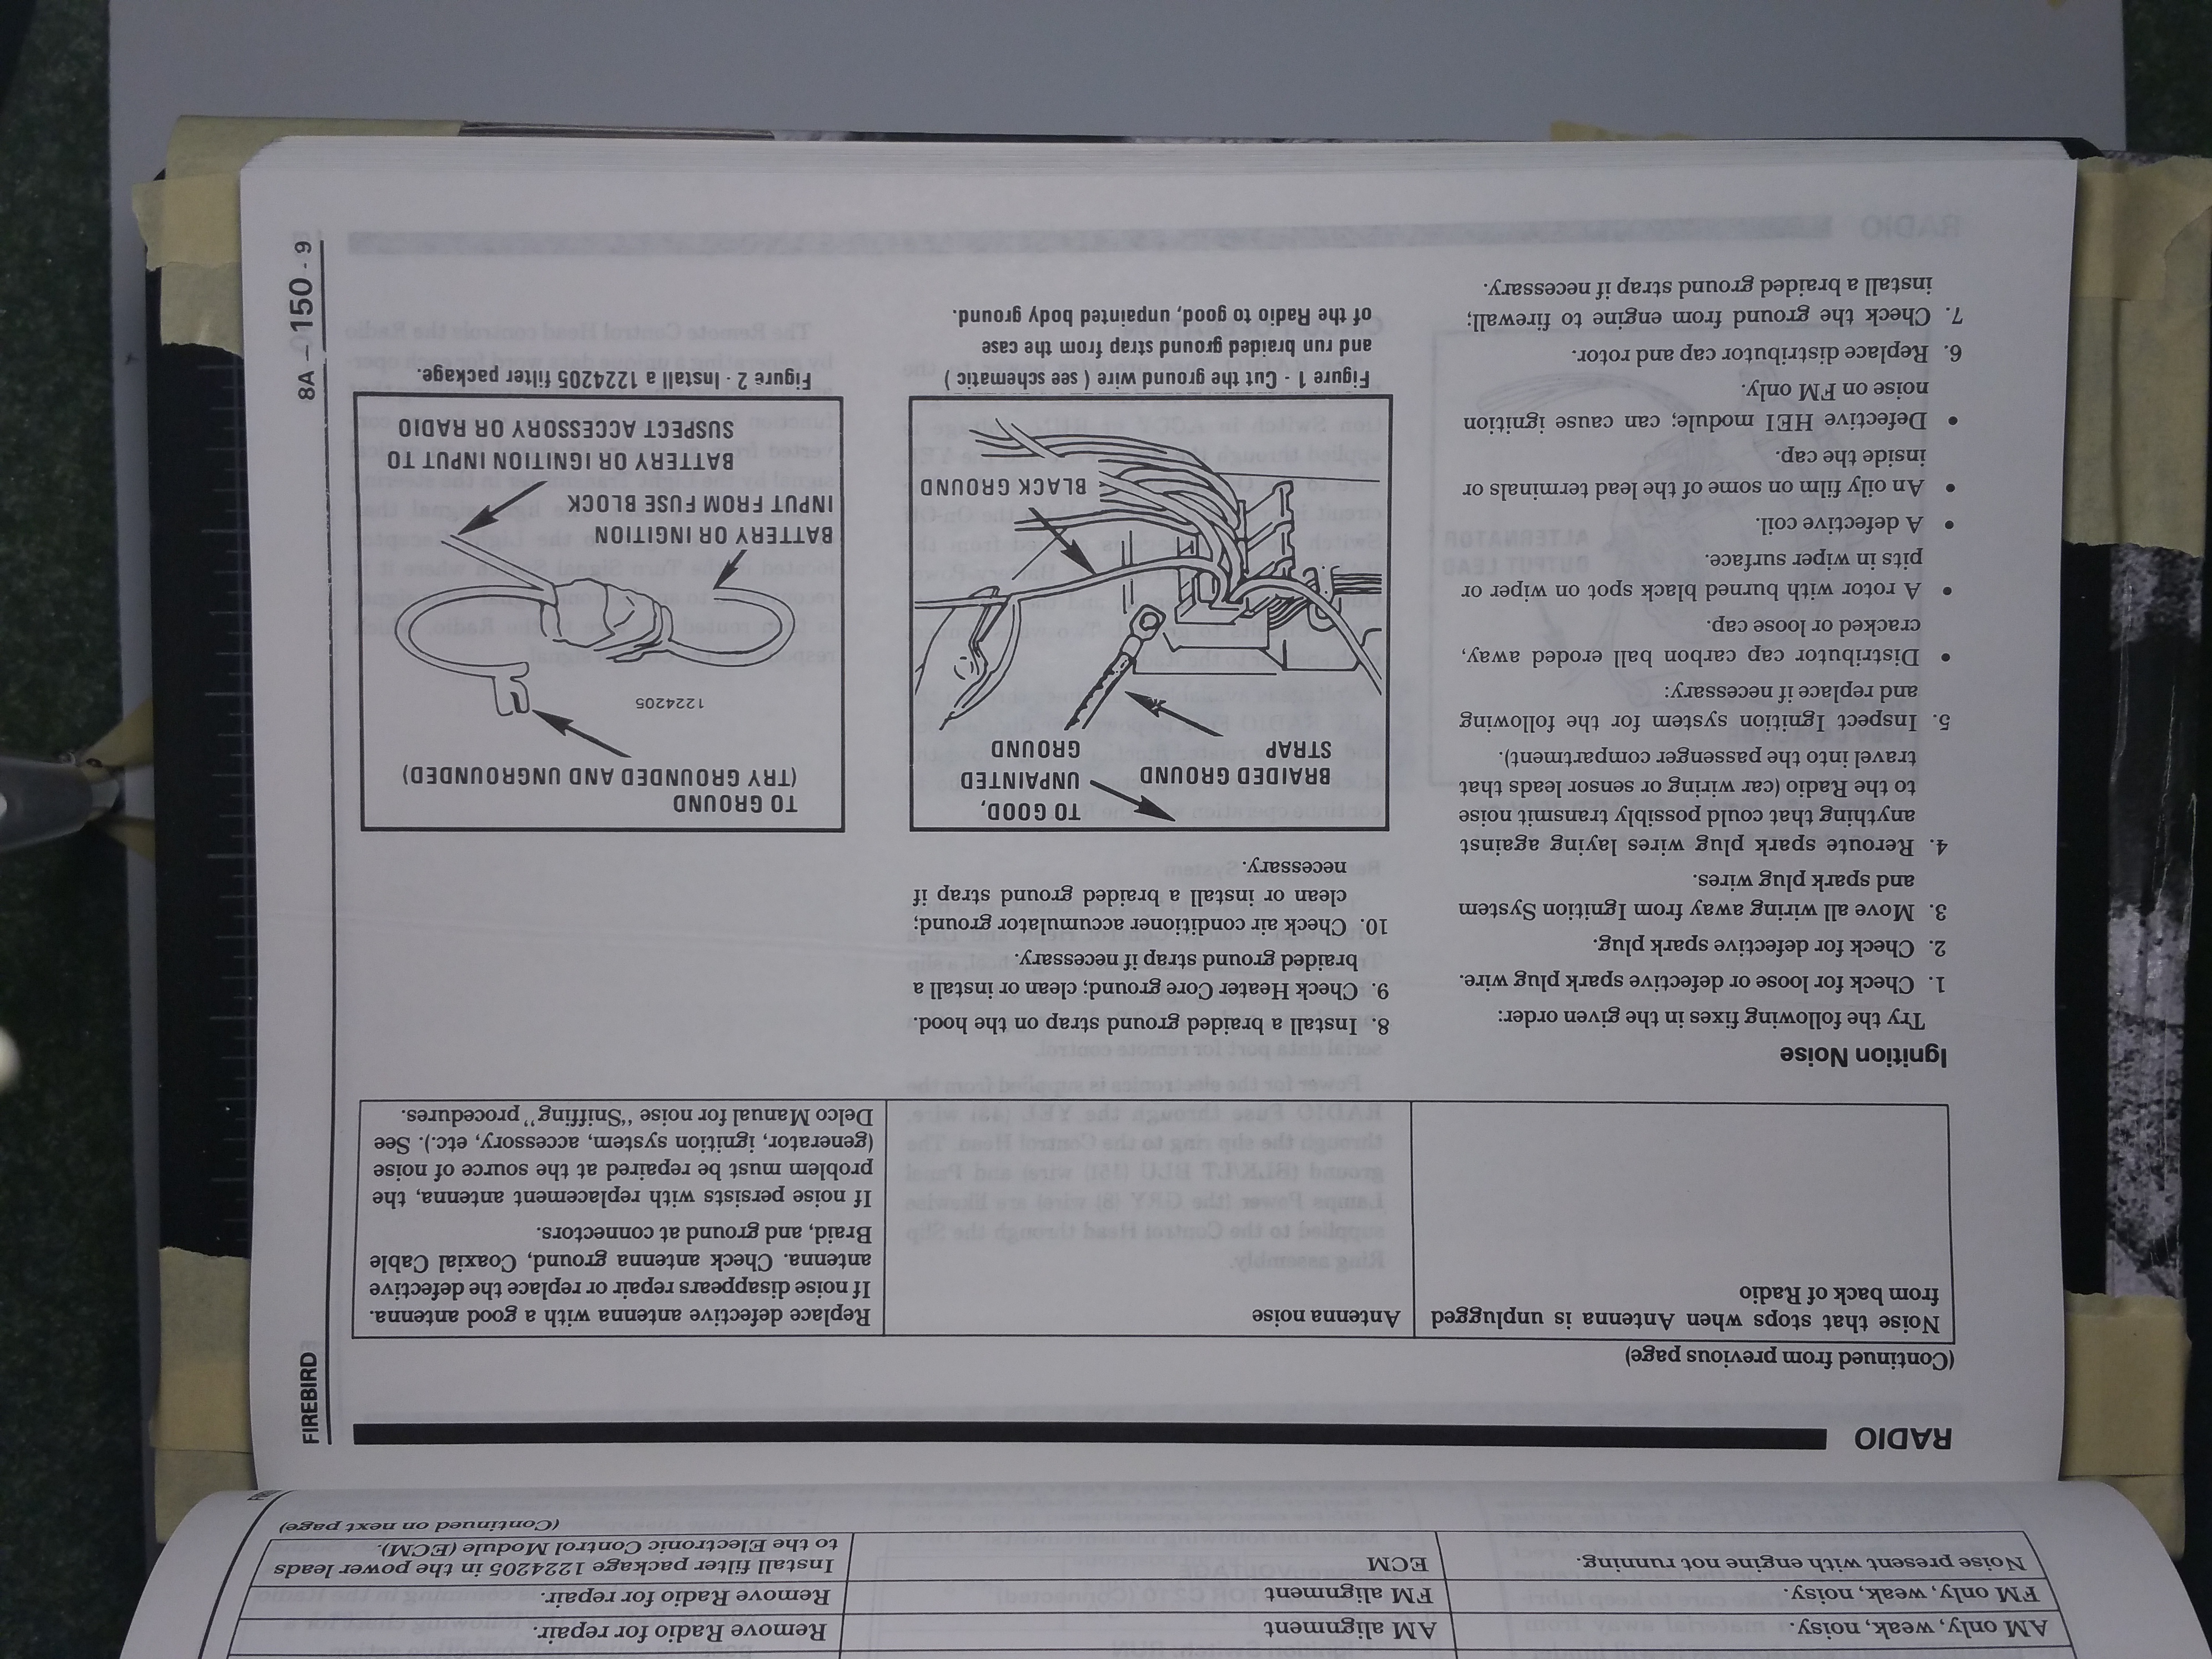 AM only, weak, noisy.
AM alignment
Remove Radio for repair.
FM only, weak, noisy.
FM alignment
Remove Radio for repair.
Noise present with engine not running.
ECM
Install filter package 1224205 in the power leads
to the Electronic Control Module (ECM).
(Continued on next page)
RADIO
FIREBIRD
(Continued from previous page)
Noise that stops when Antenna is unplugged
from back of Radio
Antenna noise
Replace defective antenna with a good antenna.
If noise disappears repair or replace the defective
antenna. Check antenna ground, Coaxial Cable
Braid, and ground at connectors.
If noise persists with replacement antenna, the
problem must be repaired at the source of noise
(generator, ignition system, accessory, etc.). See
Delco Manual for noise “Sniffing” procedures.
Ignition Noise
Try the following fixes in the given order:
1. Check for loose or defective spark plug wire.
2. Check for defective spark plug.
3. Move all wiring away from Ignition System
and spark plug wires.
4. Reroute spark plug wires laying against
anything that could possibly transmit noise
to the Radio (car wiring or sensor leads that
travel into the passenger compartment).
5. Inspect Ignition system for the following
and replace if necessary:
• Distributor cap carbon ball eroded away,
cracked or loose cap.
• A rotor with burned black spot on wiper or
pits in wiper surface.
• A defective coil.
• An oily film on some of the lead terminals or
inside the cap.
• Defective HEI module; can cause ignition
noise on FM only.
6. Replace distributor cap and rotor.
7. Check the ground from engine to firewall;
install a braided ground strap if necessary.
8. Install a braided ground strap on the hood.
9. Check Heater Core ground; clean or install a
braided ground strap if necessary.
10. Check air conditioner accumulator ground;
clean or install a braided ground strap if
necessary.
BRAIDED GROUND
STRAP
TO GOOD,
UNPAINTED
GROUND
BLACK GROUND
Figure 1 - Cut the ground wire ( see schematic )
and run braided ground strap from the case
of the Radio to good, unpainted body ground.
TO GROUND
(TRY GROUNDED AND UNGROUNDED)
1224205
BATTERY OR INGITION
INPUT FROM FUSE BLOCK
BATTERY OR IGNITION INPUT TO
SUSPECT ACCESSORY OR RADIO
Figure 2 - Install a 1224205 filter package.
8A – 150 - 9